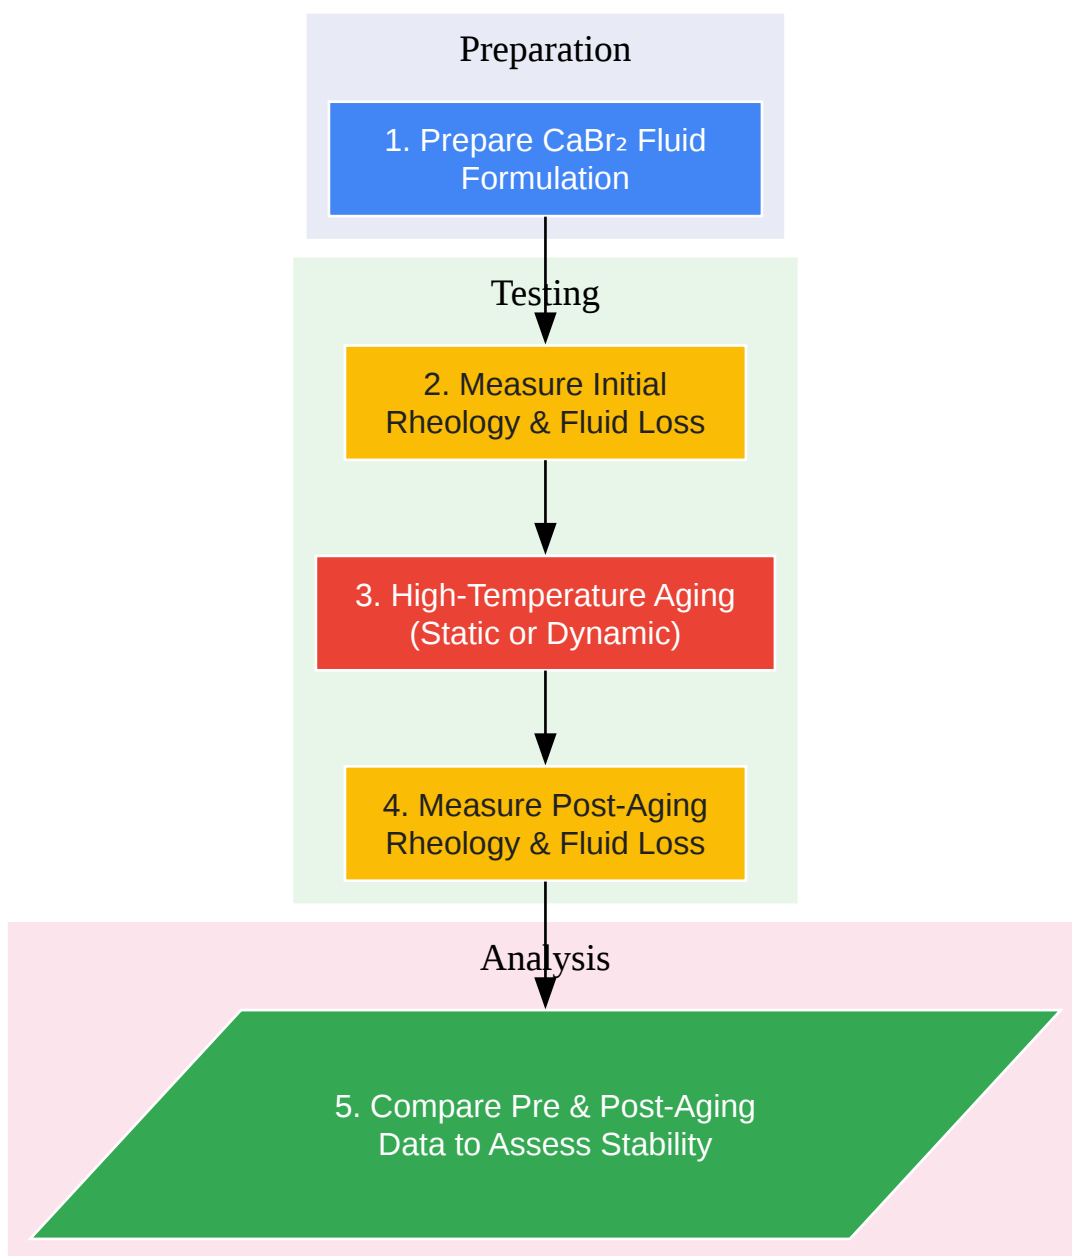 Preparation
1. Prepare CaBr₂ Fluid
Formulation
Testing
2. Measure Initial
Rheology & Fluid Loss
3. High-Temperature Aging
(Static or Dynamic)
4. Measure Post-Aging
Rheology & Fluid Loss
Analysis
5. Compare Pre & Post-Aging
Data to Assess Stability